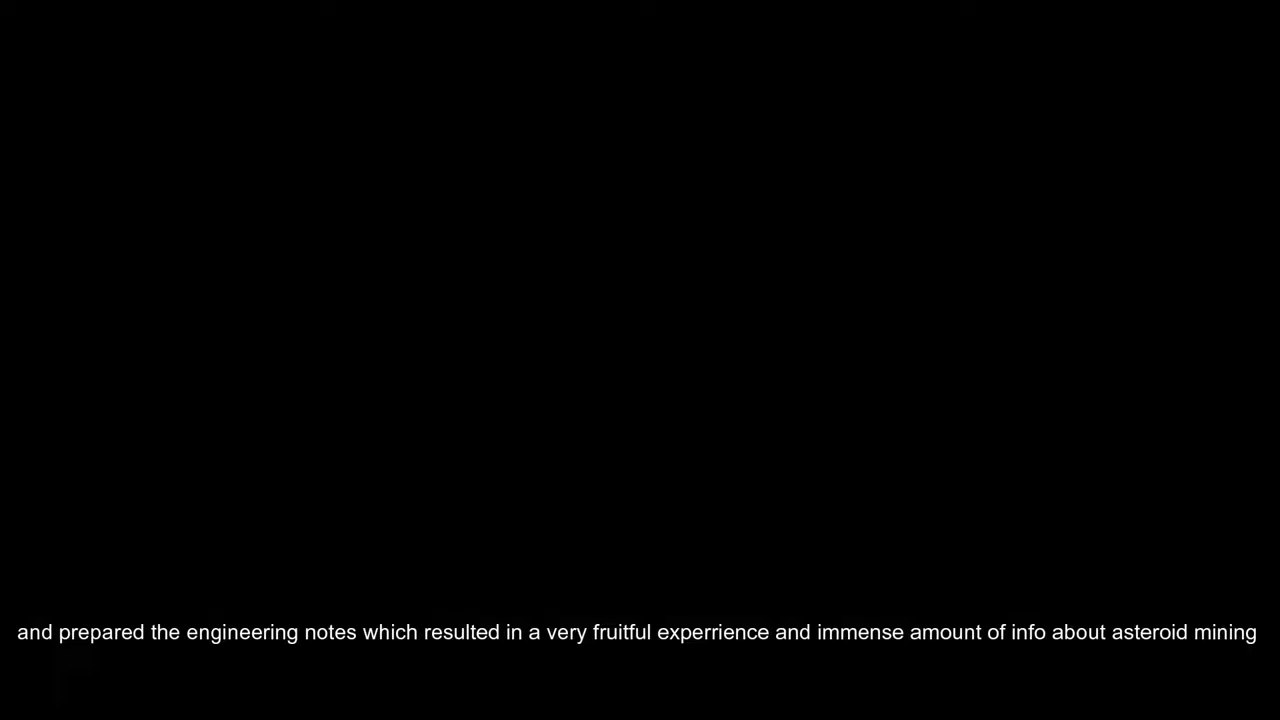 and prepared the engineering notes which resulted in a very fruitful experrience and immense amount of info about asteroid mining